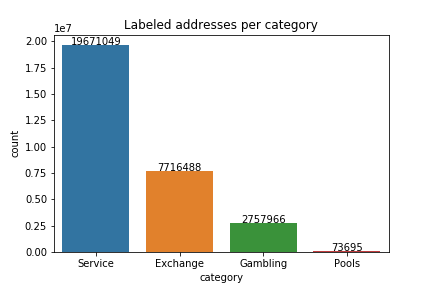 Labeled addresses per category
1e7
2.00
1.75
1.50
1.25
1.00
0.75
0.50
0.25
0.00
count
19671049
7716488
2757966
73695
Service Exchange Gambling Pools
category